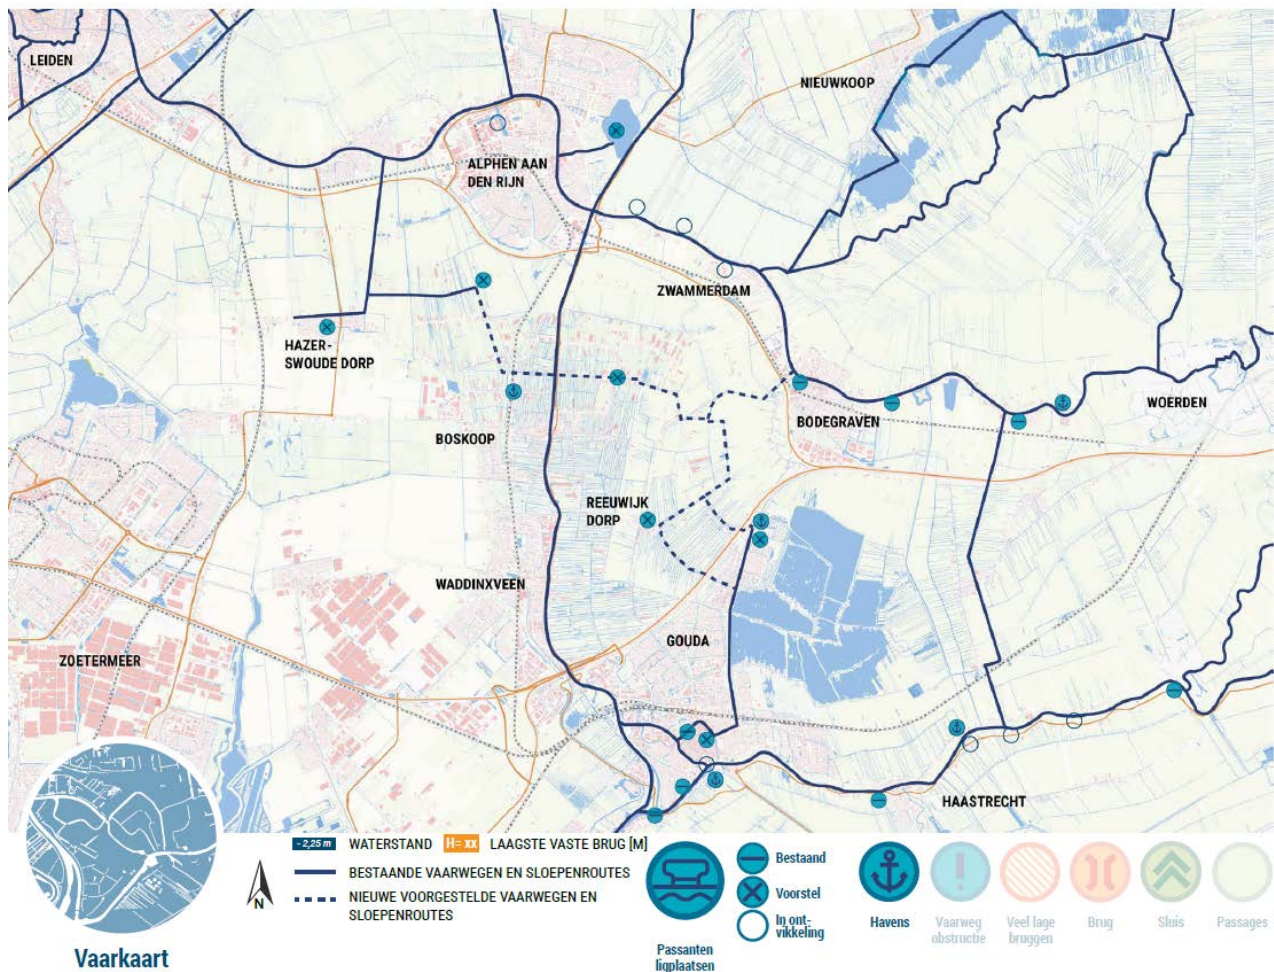 LEIDEN
NIEUWKOOP
ALPHEN AAN
DEN RIJN
ZWAMMERDAM
HAZER-
SWOUDE DORP
WOERDEN
BODEGRAVEN
BOSKOOP
REEUWIJK
DORP
WADDINXVEEN
GOUDA
ZOETERMEER
HAASTRECHT
- 2,25 m WATERSTAND H= xx LAAGSTE VASTE BRUG [M]
BESTAANDE VAARWEGEN EN SLOEPENROUTES
NIEUWE VOORGESTELDE VAARWEGEN EN
SLOEPENROUTES
N
Vaarkaart
Passanten
ligplaatsen
Bestaand
Voorstel
In ont-
vikkeling
Havens
Vaarweg
obstructie
Veel lage
bruggen
Brug
Sluis
Passages